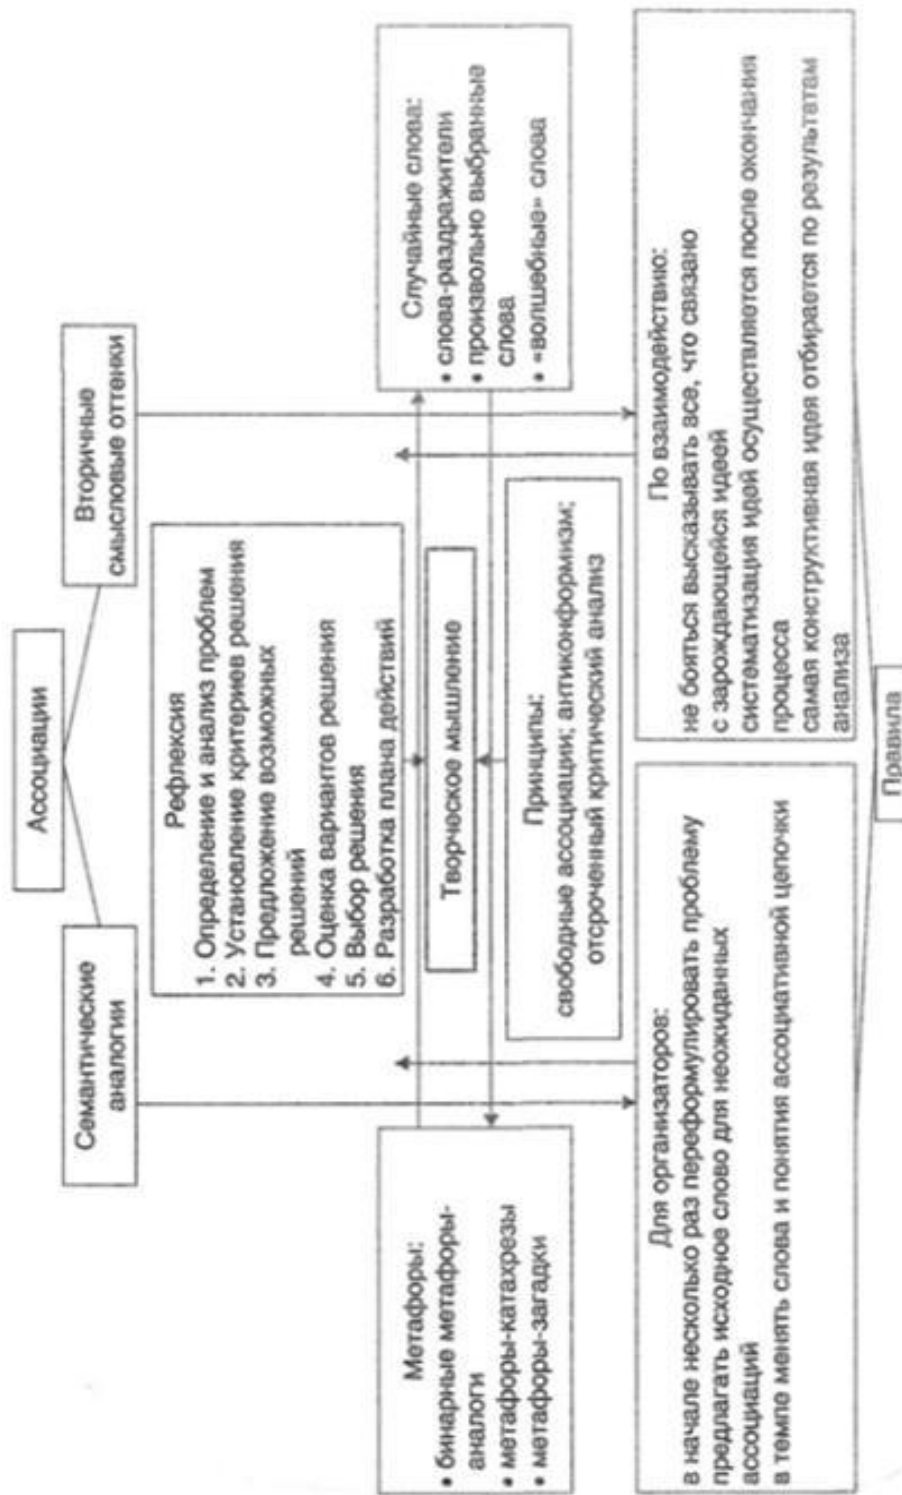 Ассоциации
Семантические
аналогии
Вторичные
смысловые оттенки
Рефлексия
1. Определение и анализ проблем
2. Установление критериев решения
3. Предложение возможных
решений
4. Оценка вариантов решения
5. Выбор решения
6. Разработка плана действий
Метафоры:
• бинарные метафоры-
аналоги
• метафоры-катахрезы
• метафоры-загадки
Творческое мышление
Случайные слова:
• слова-раздражители
• произвольно выбранные
слова
• «волшебные» слова
Принципы:
свободные ассоциации; антиконформизм;
отсроченный критический анализ
Для организаторов:
в начале несколько раз переформулировать проблему
предлагать исходное слово для неожиданных
ассоциаций
в темпе менять слова и понятия ассоциативной цепочки
По взаимодействию:
не бояться высказывать все, что связано
с зарождающейся идеей
систематизация идей осуществляется после окончания
процесса
самая конструктивная идея отбирается по результатам
анализа
Правила